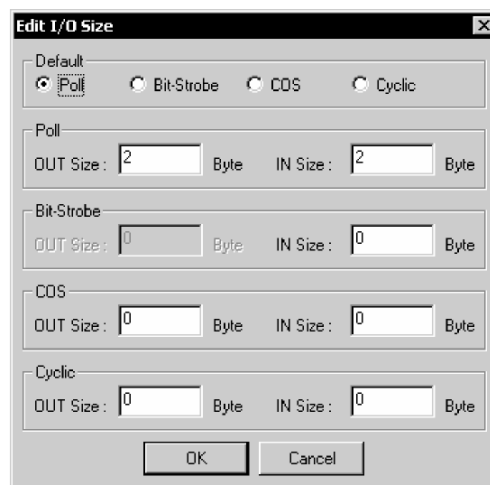 Edit I/O Size
Default
Poll Bit-Strobe COS Cyclic
Poll
OUT Size : 2 Byte IN Size : 2 Byte
Bit-Strobe
OUT Size : 0 Byte IN Size : 0 Byte
COS
OUT Size : 0 Byte IN Size : 0 Byte
Cyclic
OUT Size : 0 Byte IN Size : 0 Byte
OK Cancel